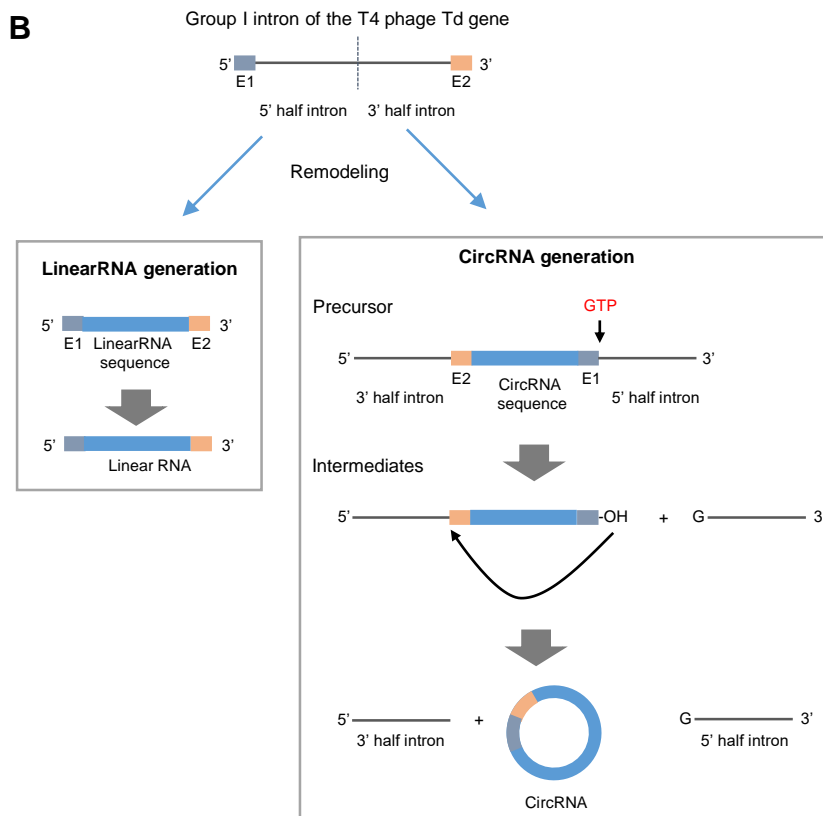 B
Group I intron of the T4 phage Td gene
5’ 3’
E1 E2
5’ half intron 3’ half intron
Remodeling
LinearRNA generation
5’ 3’
E1 LinearRNA E2
sequence
5’ 3’
Linear RNA
CircRNA generation
Precursor GTP
5’ 3’
E2 CircRNA E1
sequence
3’ half intron 5’ half intron
Intermediates
5’ -OH + G 3’
5’ + G 3’
3’ half intron 5’ half intron
CircRNA